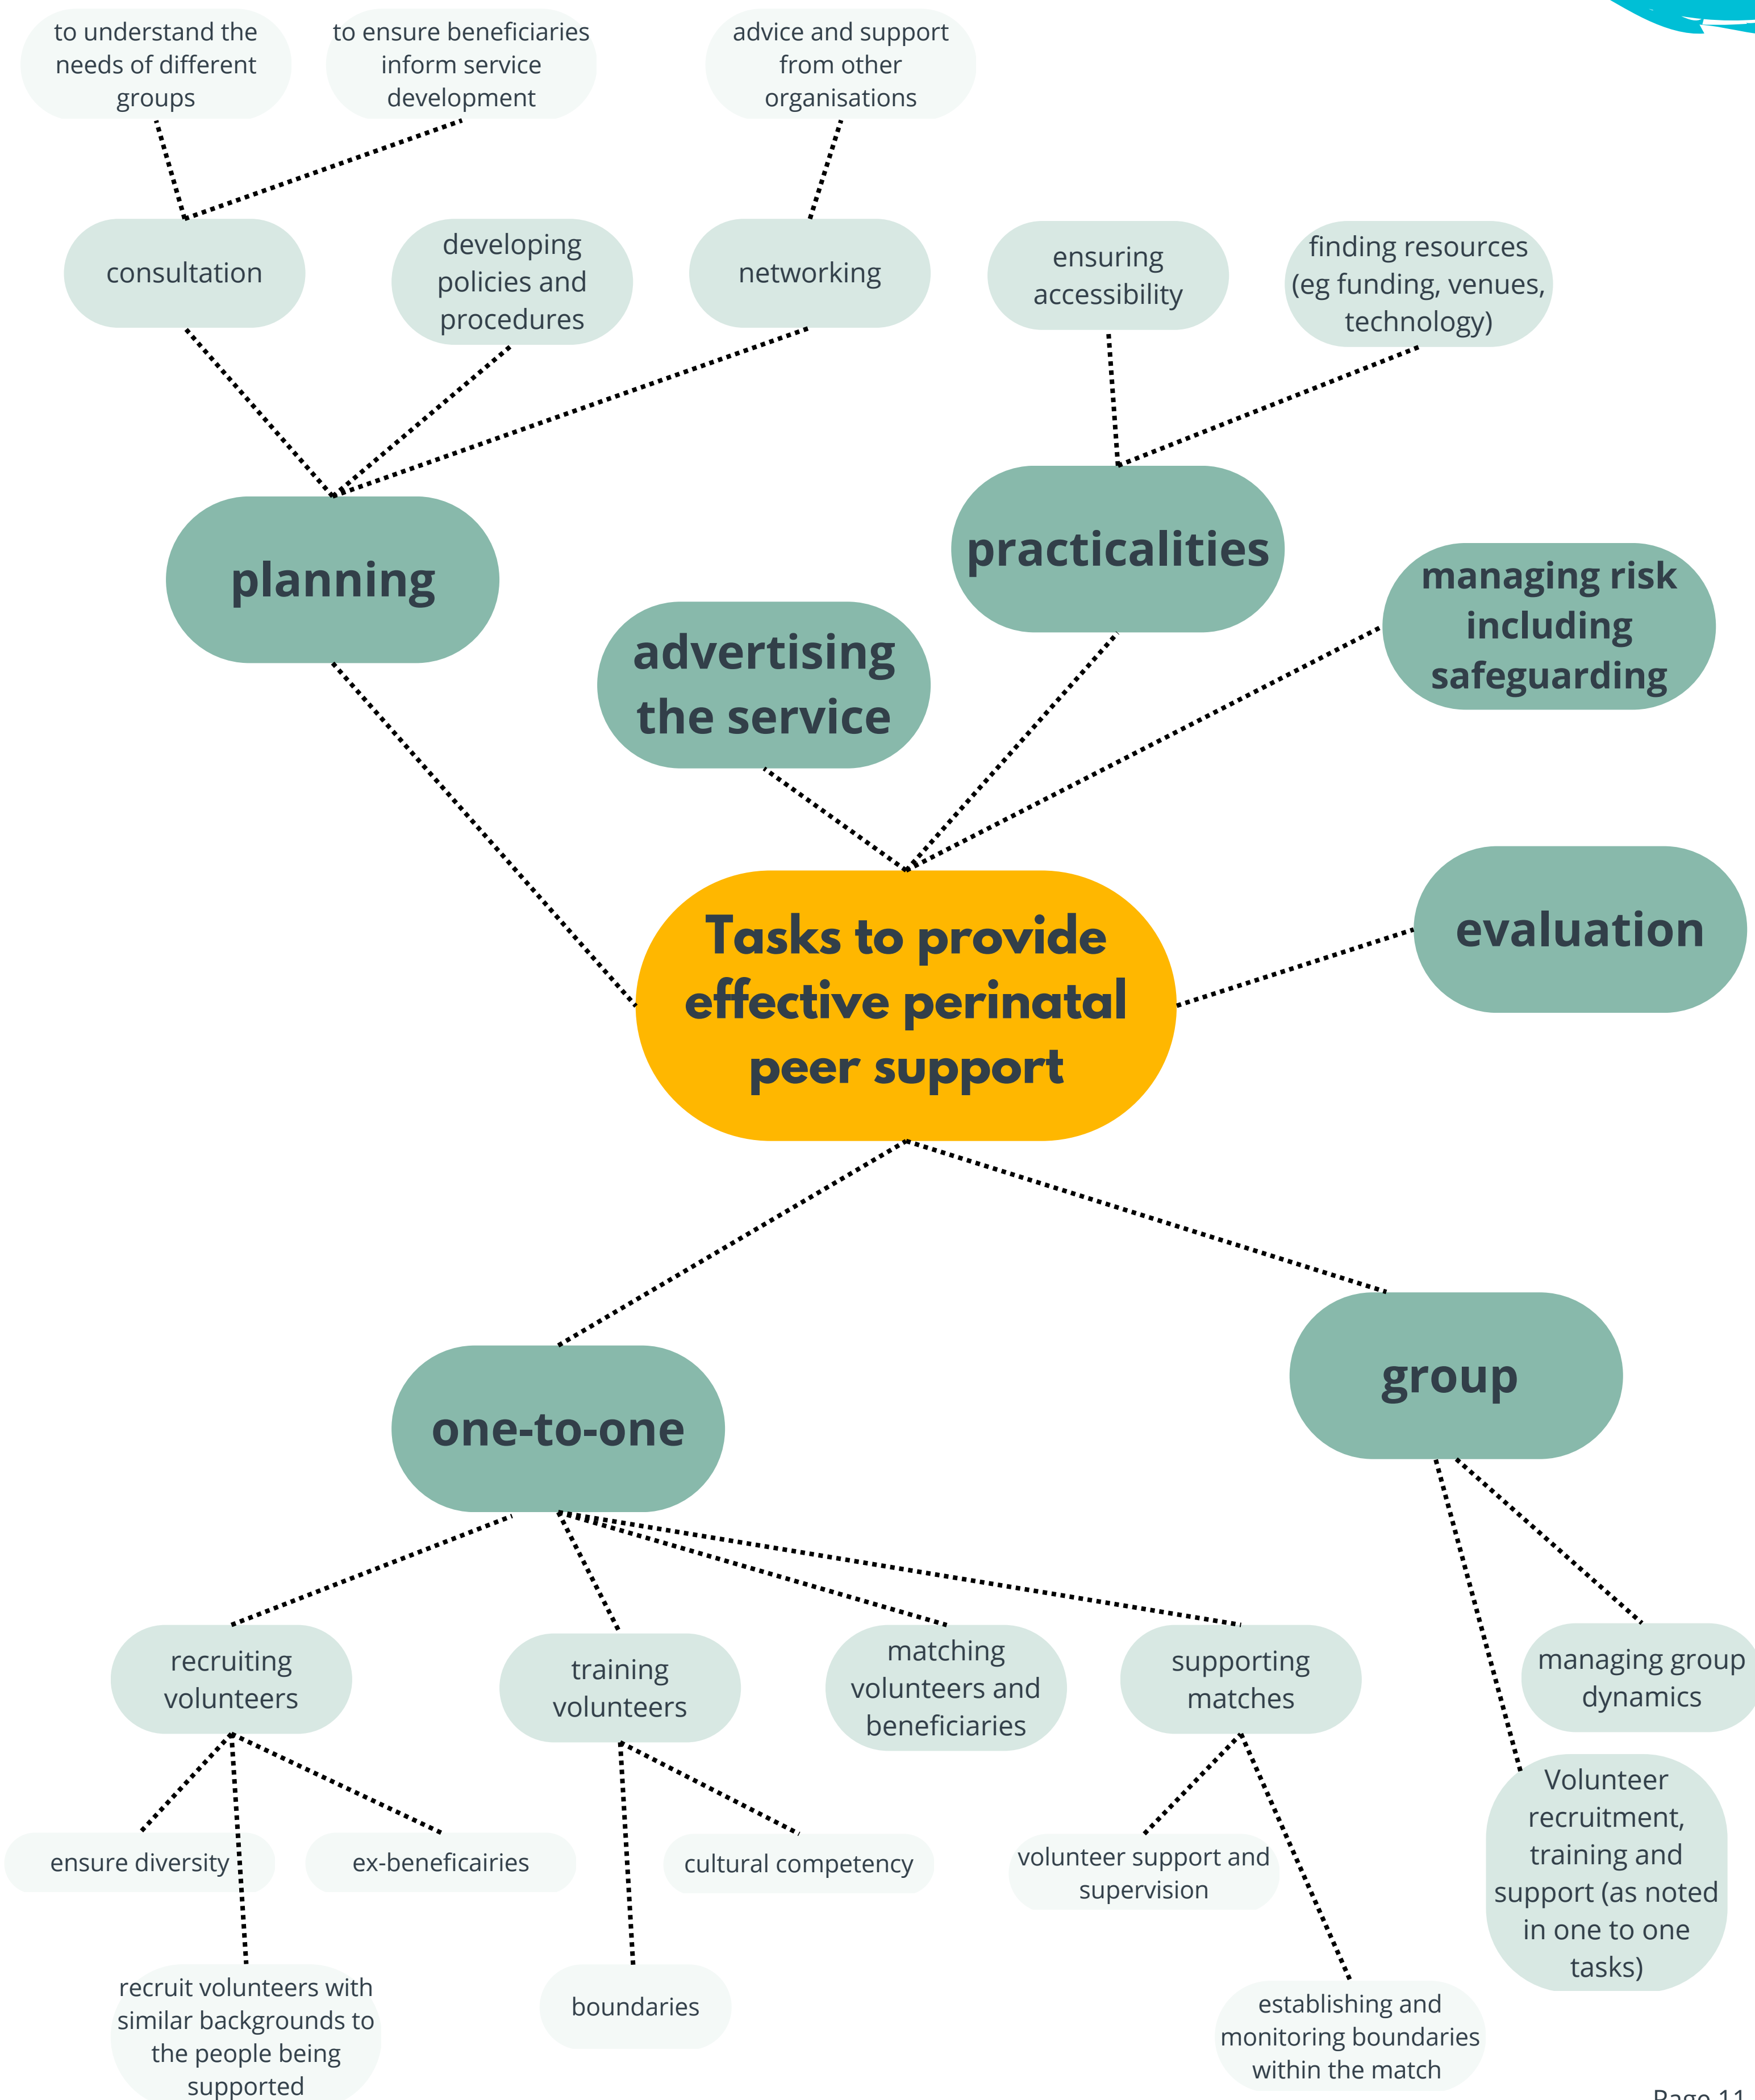 to understand the
needs of different
groups
to ensure beneficiaries
inform service
development
advice and support
from other
organisations
consultation
developing
policies and
procedures
networking
ensuring
accessibility
finding resources
(eg funding, venues,
technology)
planning
practicalities
advertising
the service
managing risk
including
safeguarding
evaluation
Tasks to provide
effective perinatal
peer support
one-to-one
group
recruiting
volunteers
training
volunteers
matching
volunteers and
beneficiaries
supporting
matches
managing group
dynamics
Volunteer
recruitment,
training and
support (as noted
in one to one
tasks)
ensure diversity
ex-beneficairies
cultural competency
volunteer support and
supervision
recruit volunteers with
similar backgrounds to
the people being
supported
boundaries
establishing and
monitoring boundaries
within the match
Page 11